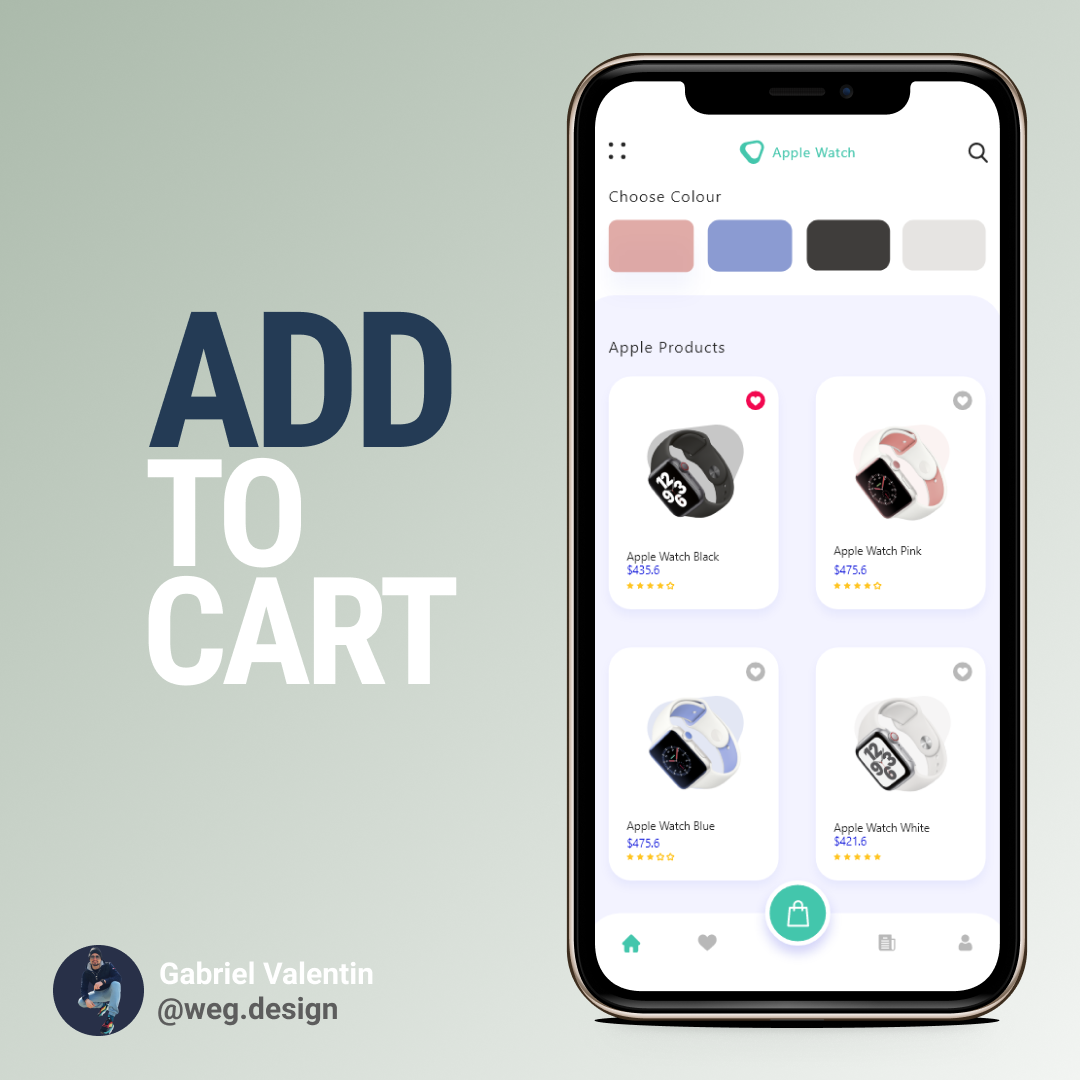 ADD
TO
CART
Gabriel Valentin
@weg.design
Apple Watch
Choose Colour
Apple Products
Apple Watch Black
$435.6
Apple Watch Pink
$475.6
Apple Watch Blue
$475.6
Apple Watch White
$421.6